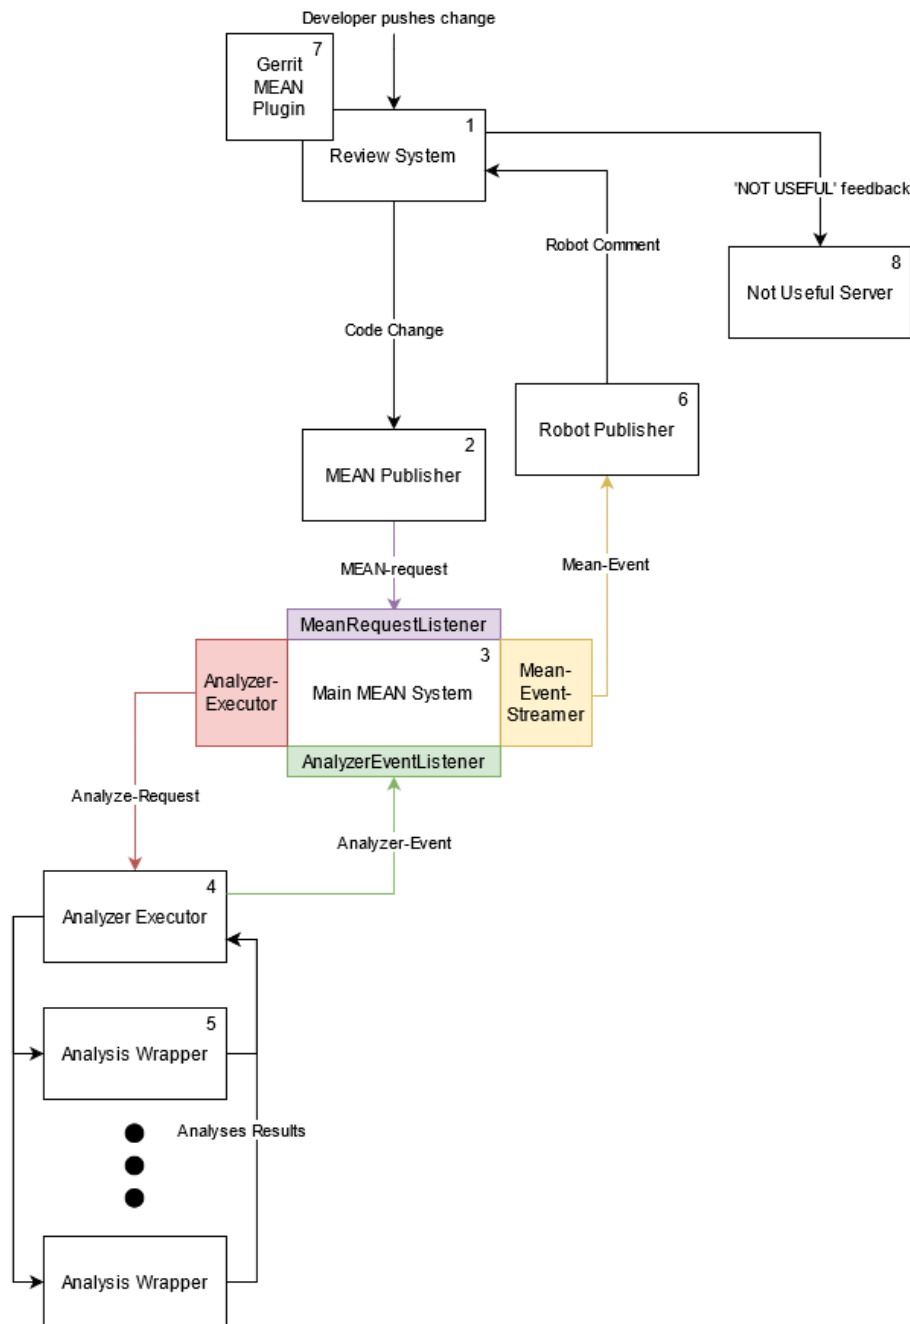 Developer pushes change
7
Gerrit
MEAN
Plugin
1
Review System
'NOT USEFUL' feedback
Robot Comment
8
Not Useful Server
Code Change
6
Robot Publisher
2
MEAN Publisher
MEAN-request
Mean-Event
MeanRequestListener
3
Analyzer-
Executor
Main MEAN System
Mean-
Event-
Streamer
AnalyzerEventListener
Analyze-Request
Analyzer-Event
4
Analyzer Executor
5
Analysis Wrapper
Analyses Results
Analysis Wrapper